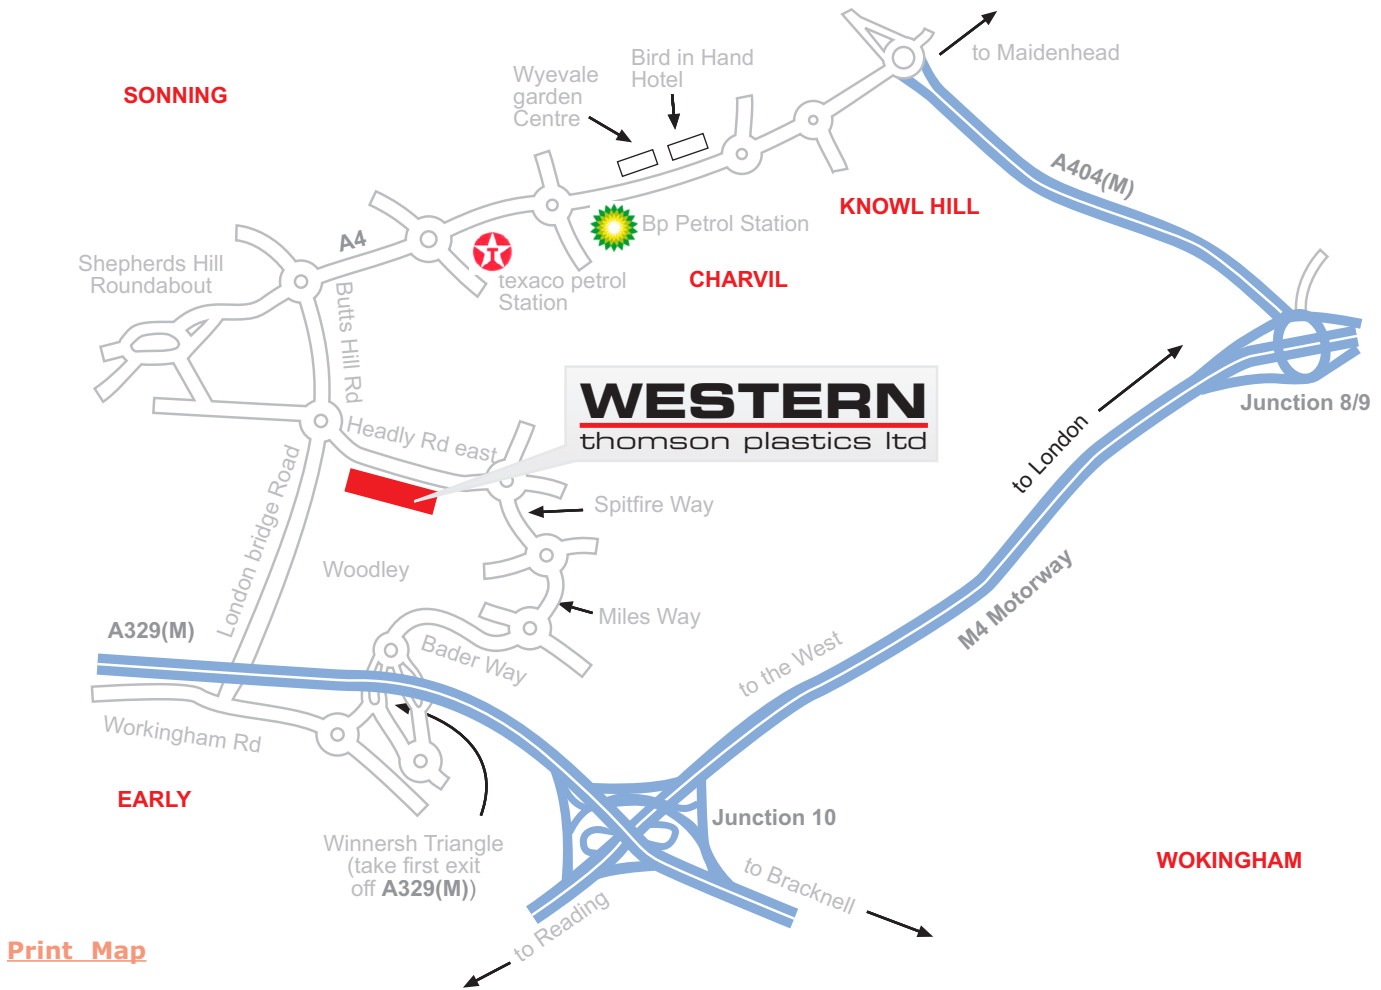 to Maidenhead
Bird in Hand
Hotel
Wyevale
garden
Centre
SONNING
A404(M)
KNOWL HILL
Bp Petrol Station
A4
Shepherds Hill
Roundabout
CHARVIL
texaco petrol
Station
Butts Hill Rd
WESTERN
thomson plastics ltd
Junction 8/9
Headly Rd east
to London
Spitfire Way
London bridge Road
Woodley
M4 Motorway
Miles Way
A329(M)
Bader Way
to the West
Workingham Rd
EARLY
Junction 10
Winnersh Triangle
(take first exit
off A329(M))
WOKINGHAM
to Bracknell
to Reading
Print Map